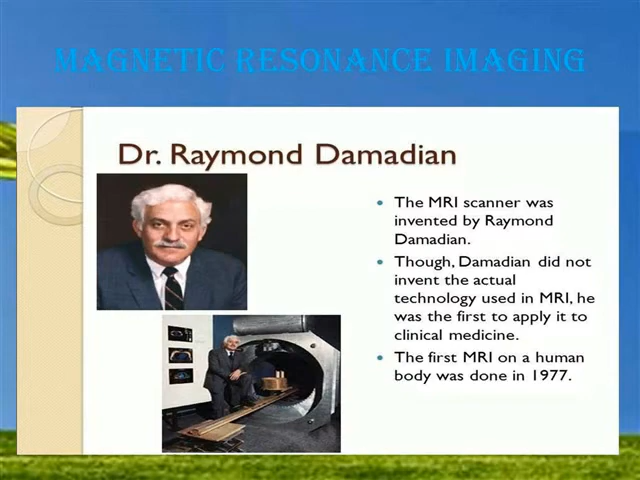 MAGNETIC RESONANCE IMAGING
Dr. Raymond Damadian
• The MRI scanner was
invented by Raymond
Damadian.
• Though, Damadian did not
invent the actual
technology used in MRI, he
was the first to apply it to
clinical medicine.
• The first MRI on a human
body was done in 1977.